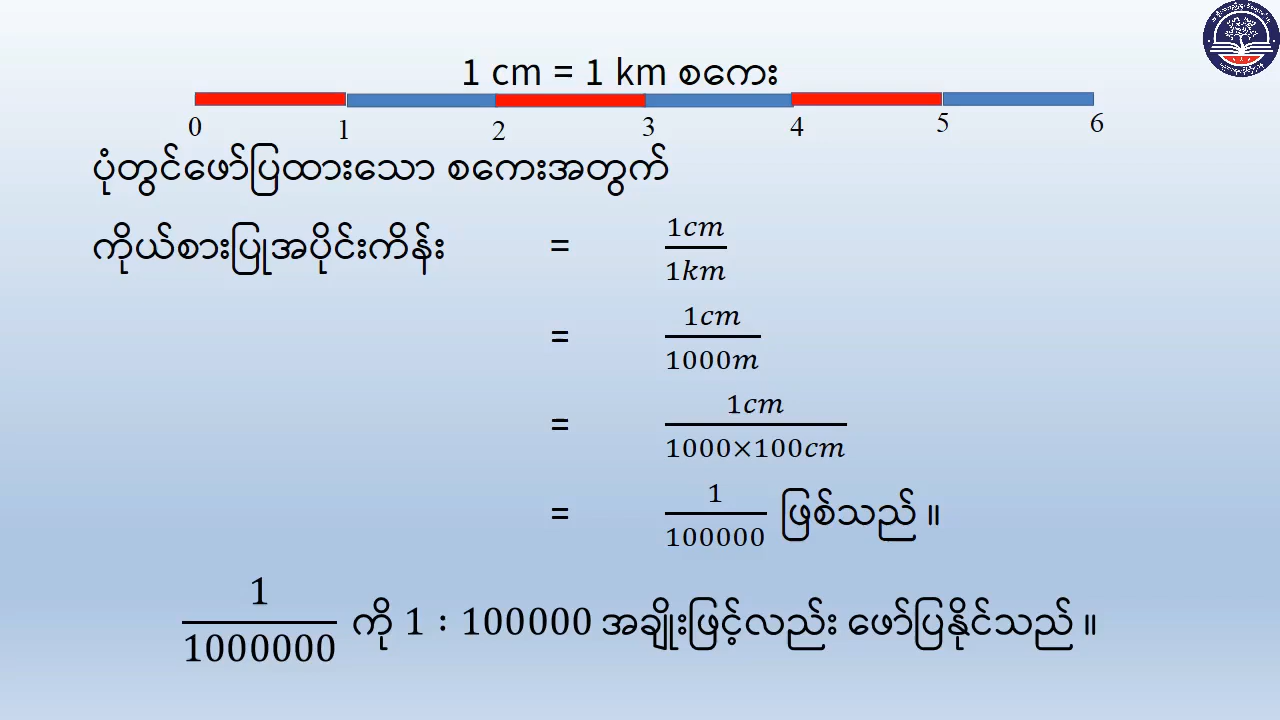 1 cm = 1 km စကေး
0 1 2 3 4 5 6
ပုံတွင်ဖော်ပြထားသော စကေးအတွက်
ကိုယ်စားပြုအပိုင်းကိန်း = 1cm/1km
= 1cm/1000m
= 1cm/1000×100cm
= 1/100000 ဖြစ်သည်။
1/1000000 ကို 1 : 100000 အချိုးဖြင့်လည်း ဖော်ပြနိုင်သည်။